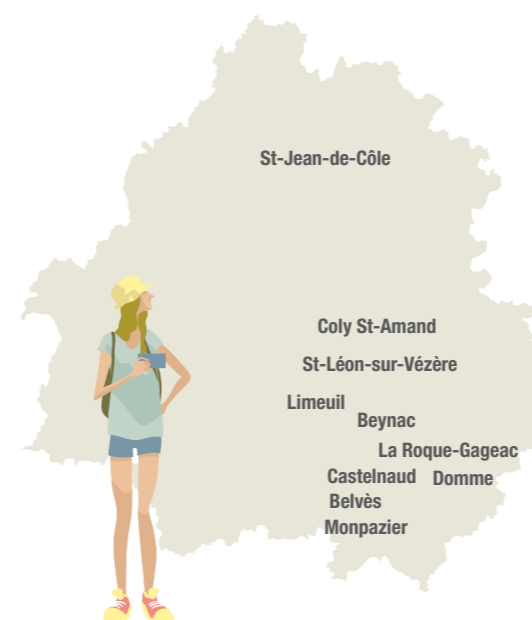 St-Jean-de-Côle
Coly St-Amand
St-Léon-sur-Vézère
Limeuil
Beynac
La Roque-Gageac
Castelnaud
Domme
Belvès
Monpazier